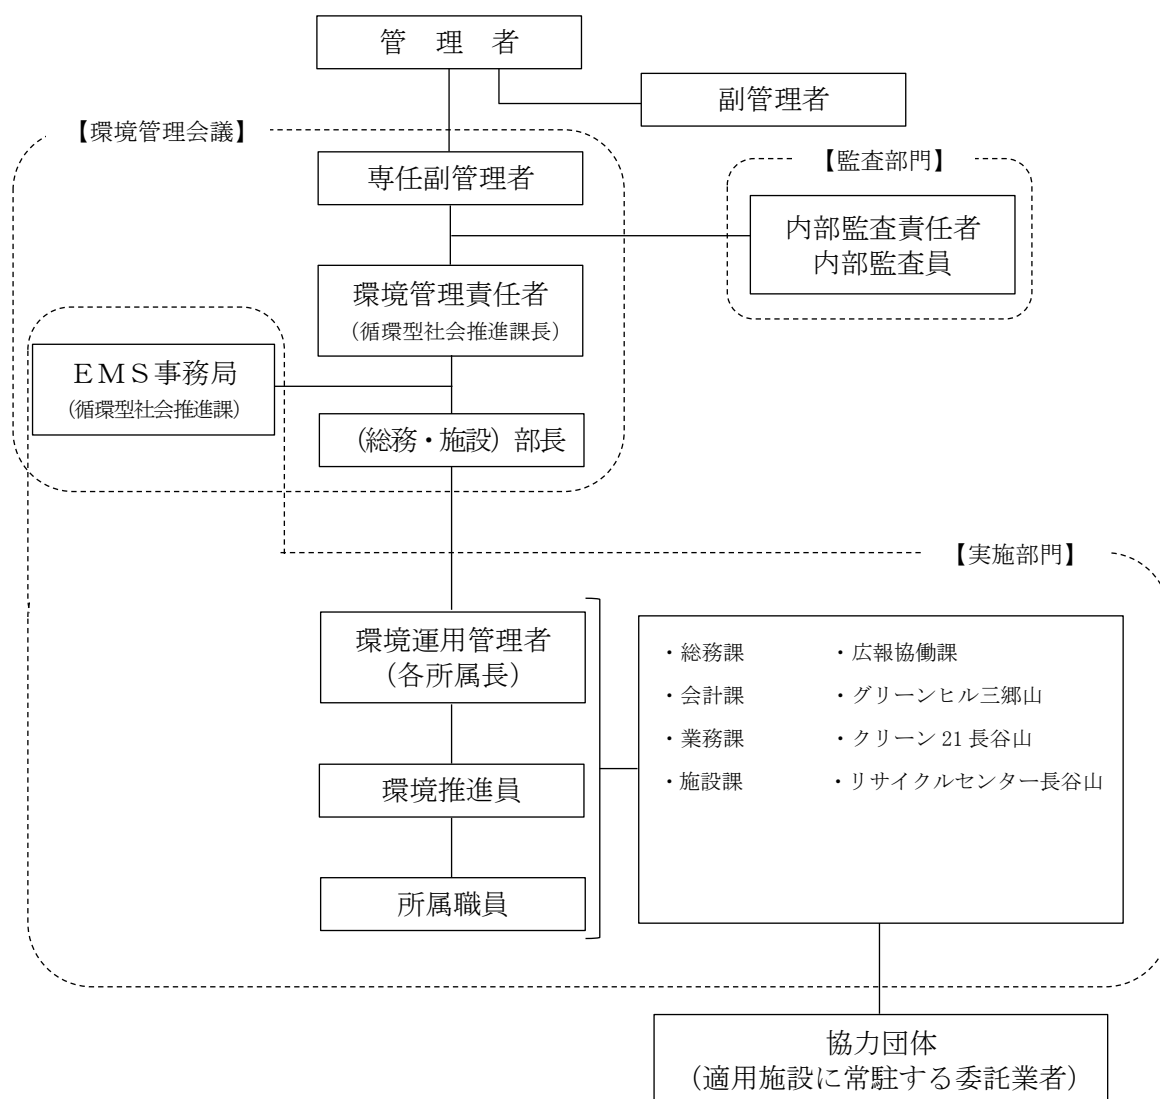 管　理　者
副管理者
【環境管理会議】
専任副管理者
【監査部門】
内部監査責任者
内部監査員
環境管理責任者
（循環型社会推進課長）
ＥＭＳ事務局
（循環型社会推進課）
（総務・施設）部長
【実施部門】
環境運用管理者
（各所属長）
環境推進員
所属職員
・総務課　・広報協働課
・会計課　・グリーンヒル三郷山
・業務課　・クリーン 21 長谷山
・施設課　・リサイクルセンター長谷山
協力団体
（適用施設に常駐する委託業者）